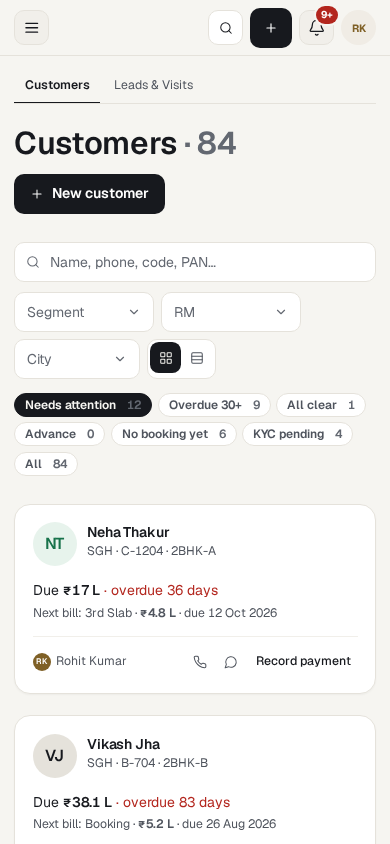 9+
RK
Customers Leads & Visits
Customers · 84
+ New customer
Name, phone, code, PAN...
Segment RM
City
Needs attention 12 Overdue 30+ 9 All clear 1
Advance 0 No booking yet 6 KYC pending 4
All 84
NT Neha Thakur
SGH · C-1204 · 2BHK-A
Due ₹17 L · overdue 36 days
Next bill: 3rd Slab · ₹4.8 L · due 12 Oct 2026
RK Rohit Kumar Record payment
VJ Vikash Jha
SGH · B-704 · 2BHK-B
Due ₹38.1 L · overdue 83 days
Next bill: Booking · ₹5.2 L · due 26 Aug 2026